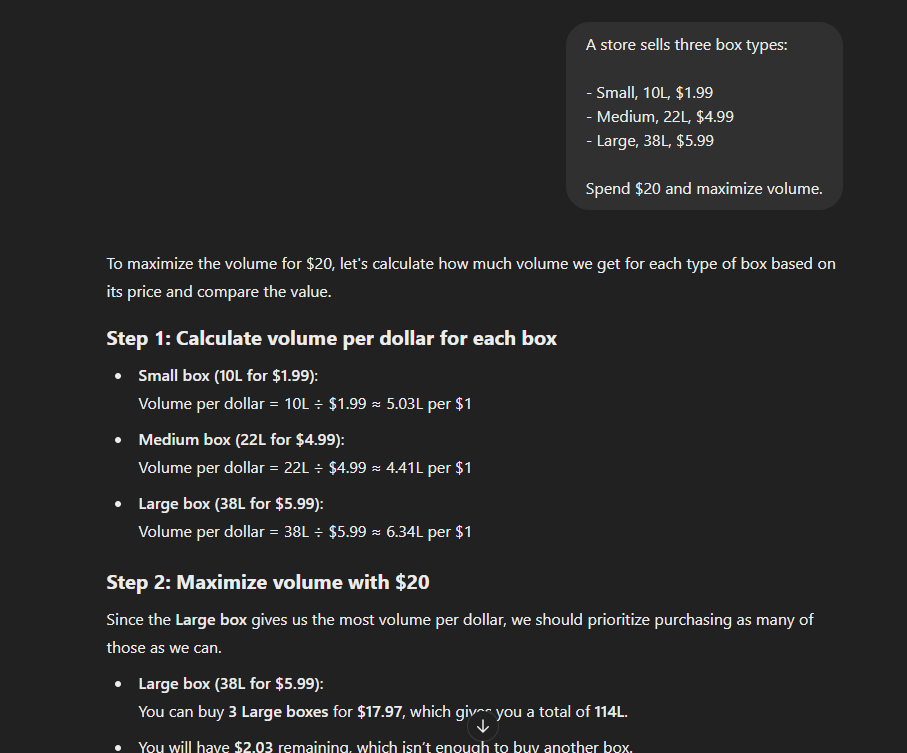 A store sells three box types:
- Small, 10L, $1.99
- Medium, 22L, $4.99
- Large, 38L, $5.99
Spend $20 and maximize volume.
To maximize the volume for $20, let's calculate how much volume we get for each type of box based on
its price and compare the value.
Step 1: Calculate volume per dollar for each box
• Small box (10L for $1.99):
Volume per dollar = 10L ÷ $1.99 ≈ 5.03L per $1
• Medium box (22L for $4.99):
Volume per dollar = 22L ÷ $4.99 ≈ 4.41L per $1
• Large box (38L for $5.99):
Volume per dollar = 38L ÷ $5.99 ≈ 6.34L per $1
Step 2: Maximize volume with $20
Since the Large box gives us the most volume per dollar, we should prioritize purchasing as many of
those as we can.
• Large box (38L for $5.99):
You can buy 3 Large boxes for $17.97, which gives you a total of 114L.
• You will have $2.03 remaining, which isn't enough to buy another box.